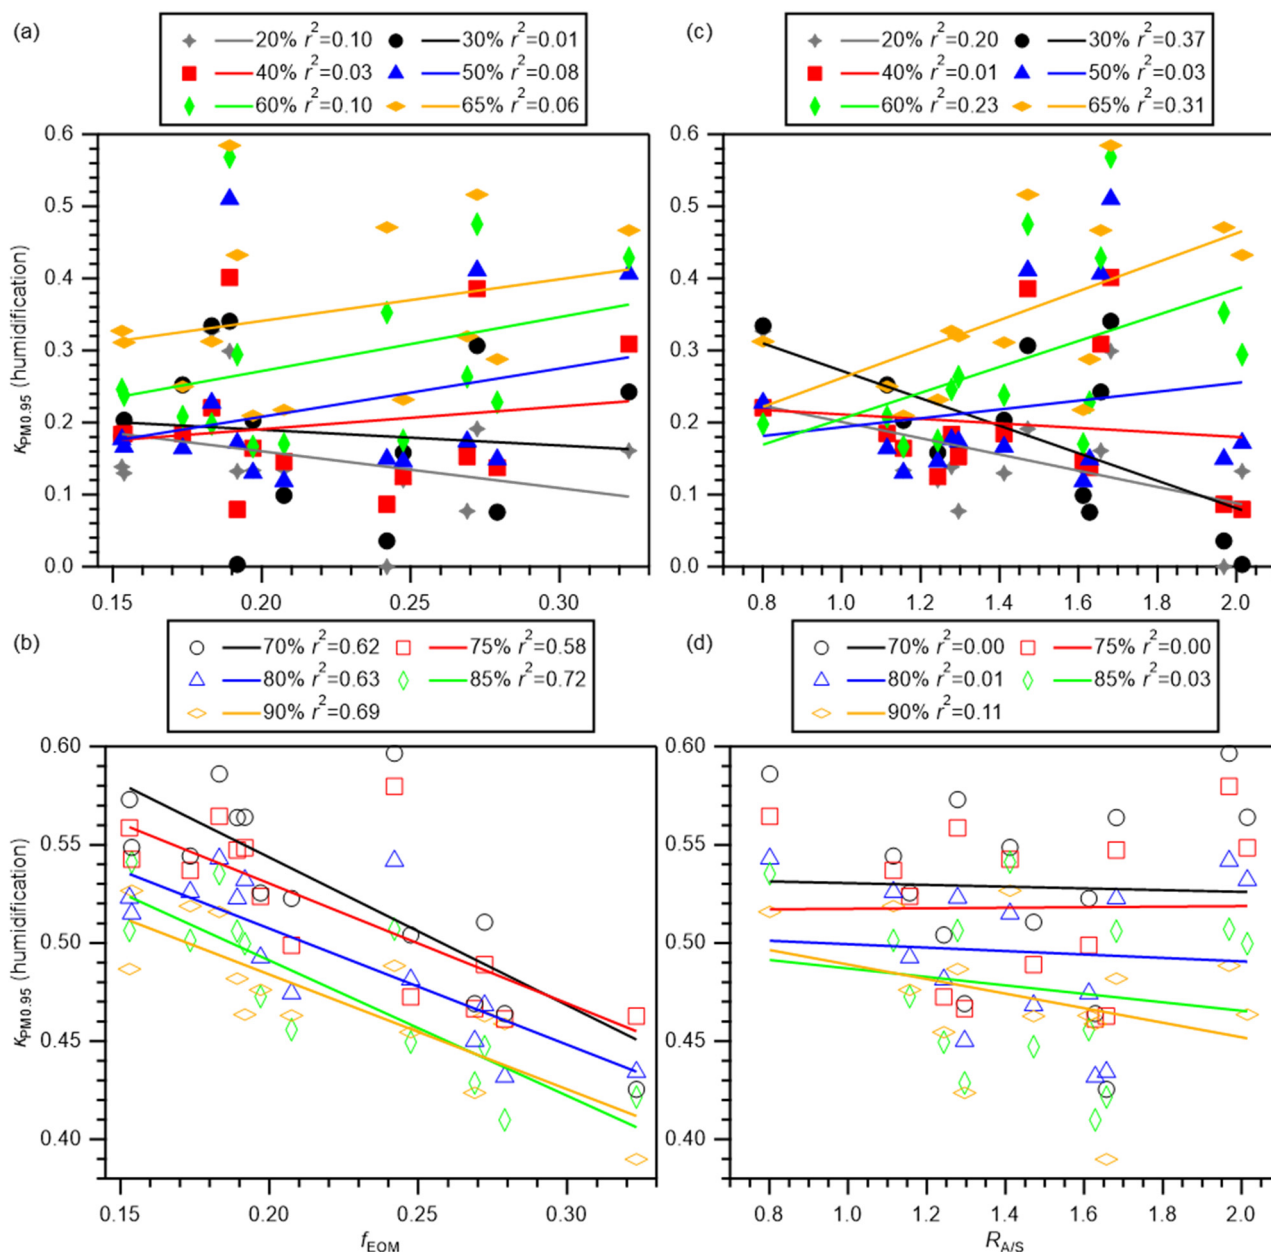 (a)
20% r²=0.10 30% r²=0.01
40% r²=0.03 50% r²=0.08
60% r²=0.10 65% r²=0.06
0.6
0.5
0.4
0.3
0.2
0.1
0.0
κPM0.95 (humidification)
0.15 0.20 0.25 0.30
(c)
20% r²=0.20 30% r²=0.37
40% r²=0.01 50% r²=0.03
60% r²=0.23 65% r²=0.31
0.6
0.5
0.4
0.3
0.2
0.1
0.0
κPM0.95 (humidification)
0.8 1.0 1.2 1.4 1.6 1.8 2.0
(b)
70% r²=0.62 75% r²=0.58
80% r²=0.63 85% r²=0.72
90% r²=0.69
0.60
0.55
0.50
0.45
0.40
κPM0.95 (humidification)
0.15 0.20 0.25 0.30
fEOM
(d)
70% r²=0.00 75% r²=0.00
80% r²=0.01 85% r²=0.03
90% r²=0.11
0.60
0.55
0.50
0.45
0.40
κPM0.95 (humidification)
0.8 1.0 1.2 1.4 1.6 1.8 2.0
RA/S